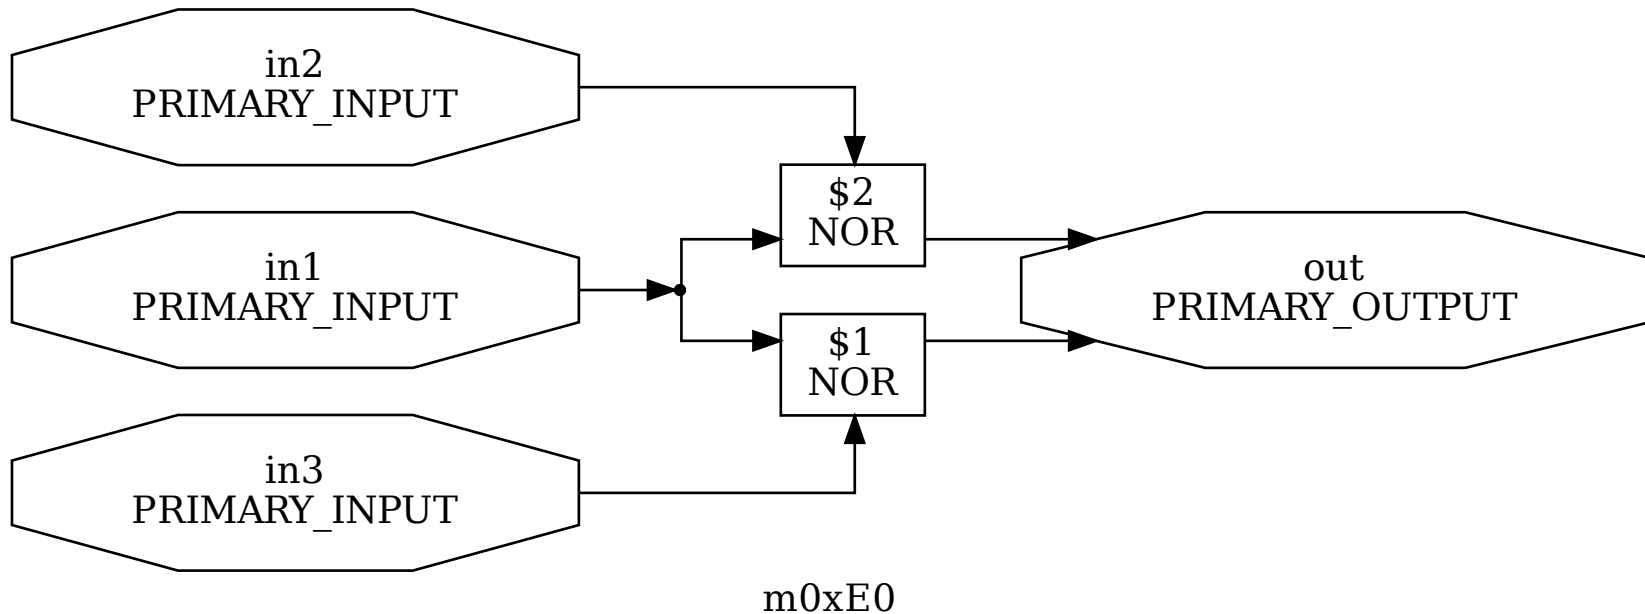 in2
PRIMARY_INPUT
$2
NOR
in1
PRIMARY_INPUT
out
PRIMARY_OUTPUT
$1
NOR
in3
PRIMARY_INPUT
m0xE0